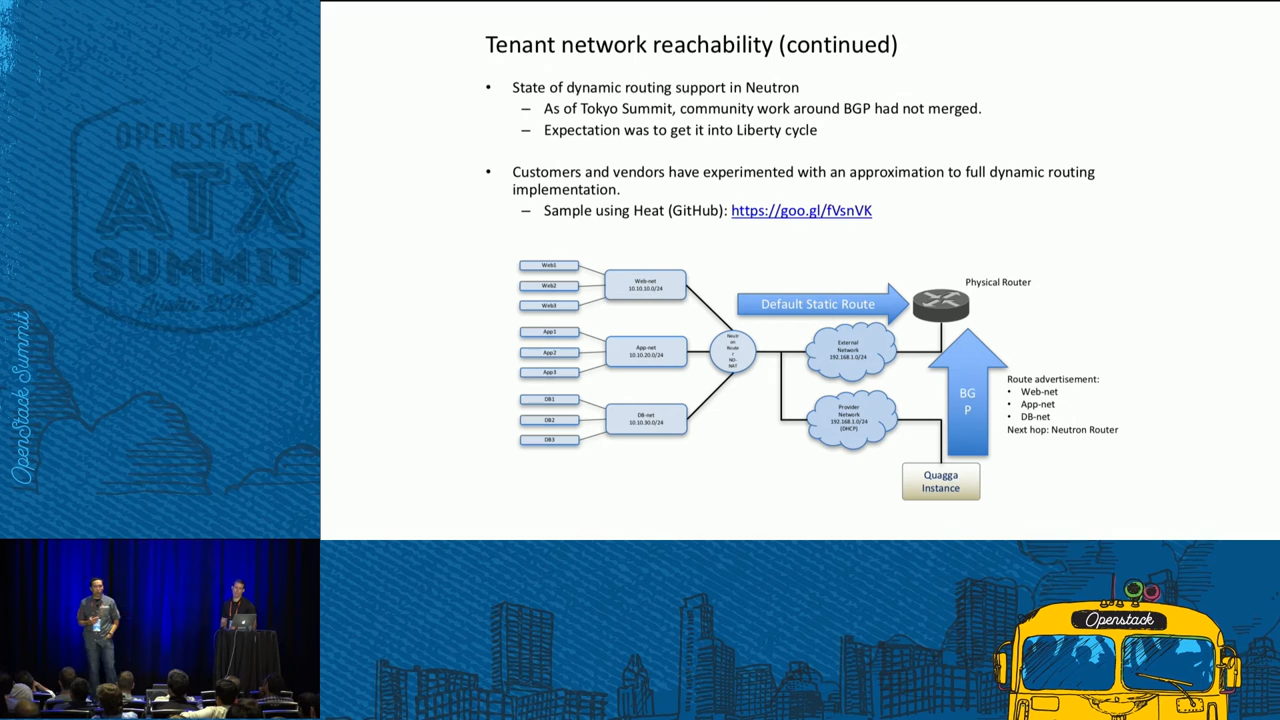 OPENSTACK
ATX
SUMMIT
OpenStack Summit
Tenant network reachability (continued)
• State of dynamic routing support in Neutron
– As of Tokyo Summit, community work around BGP had not merged.
– Expectation was to get it into Liberty cycle
• Customers and vendors have experimented with an approximation to full dynamic routing
implementation.
– Sample using Heat (GitHub): https://goo.gl/fVsnVK
Web1
Web2
Web3
App1
App2
App3
DB1
DB2
DB3
Web-net
10.10.10.0/24
App-net
10.10.20.0/24
DB-net
10.10.30.0/24
Neutr
on
Route
r
NO-
NAT
Default Static Route
Physical Router
External
Network
192.168.1.0/24
Provider
Network
192.168.1.0/24
(DHCP)
BG
P
Route advertisement:
• Web-net
• App-net
• DB-net
Next hop: Neutron Router
Quagga
Instance
Openstack